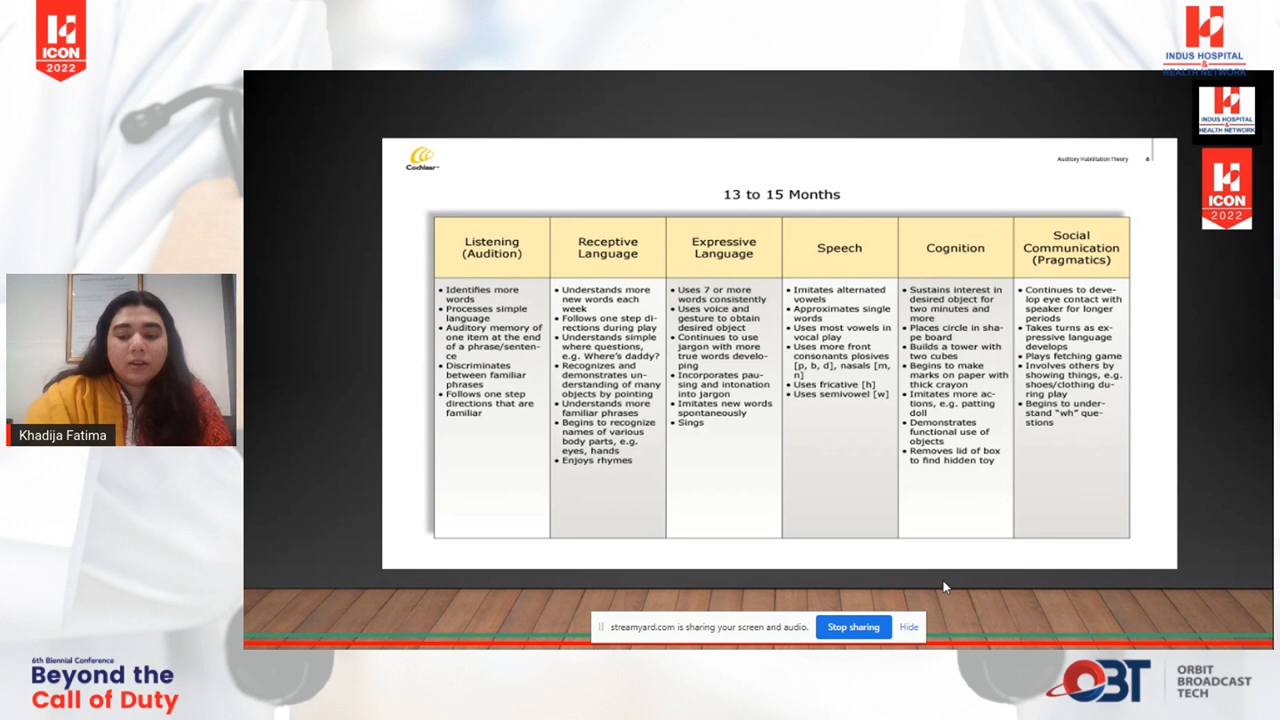 ICON
2022
INDUS HOSPITAL
&
HEALTH NETWORK
INDUS HOSPITAL
&
HEALTH NETWORK
ICON
2022
Cochlear™
Auditory Habilitation Theory
13 to 15 Months
Listening
(Audition)
• Identifies more
words
• Processes simple
language
• Auditory memory of
one item at the end
of a phrase/senten-
ce
• Discriminates
between familiar
phrases
• Follows one step
directions that are
familiar
Receptive
Language
• Understands more
new words each
week
• Follows one step di-
rections during play
• Understands simple
where questions,
e.g. Where's daddy?
• Recognizes and
demonstrates un-
derstanding of many
objects by pointing
• Understands more
familiar phrases
• Begins to recognize
names of various
body parts, e.g.
eyes, hands
• Enjoys rhymes
Expressive
Language
• Uses 7 or more
words consistently
• Uses voice and
gesture to obtain
desired object
• Continues to use
jargon with more
true words develo-
ping
• Incorporates pau-
sing and intonation
into jargon
• Imitates new words
spontaneously
• Sings
Speech
• Imitates alternated
vowels
• Approximates single
words
• Uses most vowels in
vocal play
• Uses more front
consonants plosives
[p, b, d], nasals [m,
n]
• Uses fricative [h]
• Uses semivowel [w]
Cognition
• Sustains interest in
desired object for
two minutes and
more
• Places circle in sha-
pe board
• Builds a tower with
two cubes
• Begins to make
marks on paper with
thick crayon
• Imitates more ac-
tions, e.g. patting
doll
• Demonstrates
functional use of
objects
• Removes lid of box
to find hidden toy
Social
Communication
(Pragmatics)
• Continues to deve-
lop eye contact with
speaker for longer
periods
• Takes turns as ex-
pressive language
develops
• Plays fetching game
• Involves others by
showing things, e.g.
shoes/clothing du-
ring play
• Begins to under-
stand "wh" que-
stions
Khadija Fatima
streamyard.com is sharing your screen and audio.
Stop sharing
Hide
6th Biennial Conference
Beyond the
Call of Duty
OBT
ORBIT
BROADCAST
TECH